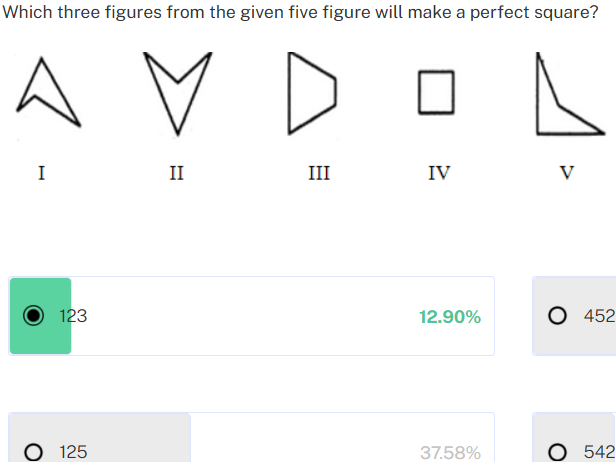 Which three figures from the given five figure will make a perfect square?
I II III IV V
123 12.90% 452
125 37.58% 542